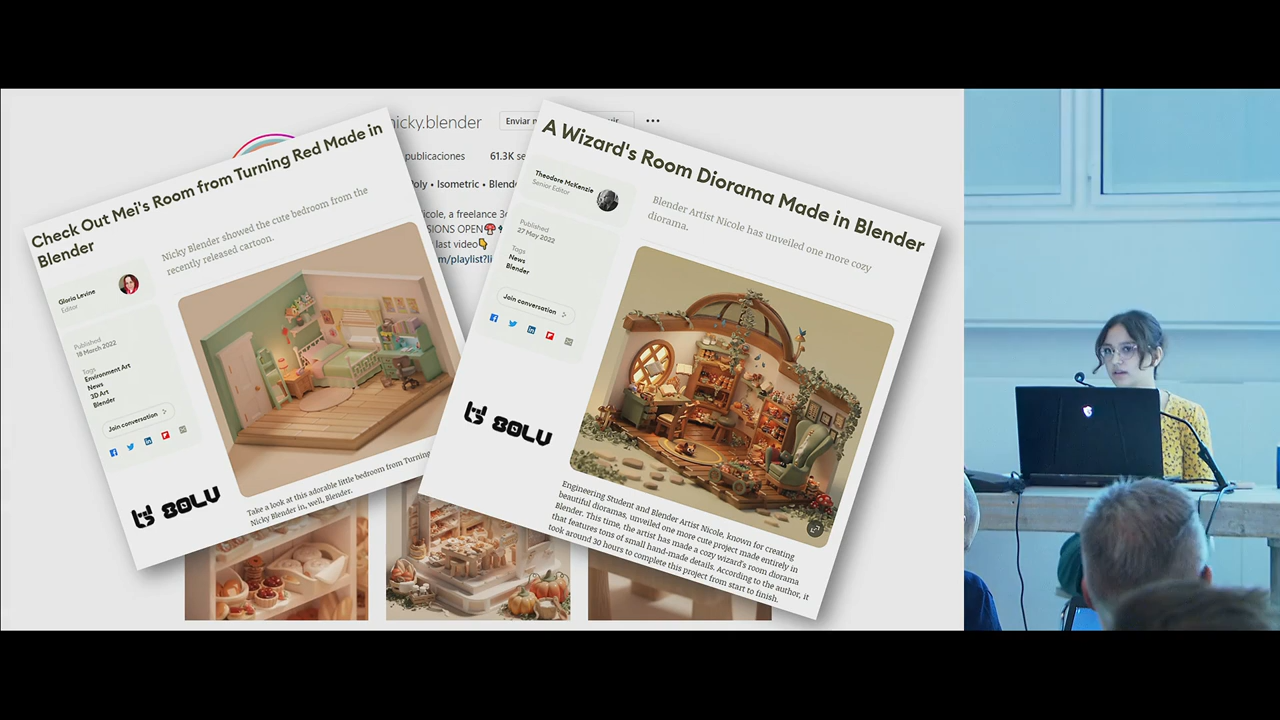 nicky.blender
Enviar
publicaciones
61.3K
Poly • Isometric • Blend
Nicole, a freelance
SIONS OPEN
last video
m/playlist?li
Check Out Mei's Room from Turning Red Made in
Blender
Nicky Blender showed the cute bedroom from the
recently released cartoon.
Gloria Levine
Editor
Published
18 March 2022
Tags
Environment Art
News
3D Art
Blender
Join conversation
80LV
Take a look at this adorable little bedroom from Turning
Nicky Blender in, well, Blender.
A Wizard's Room Diorama Made in Blender
Theodore McKenzie
Senior Editor
Blender Artist Nicole has unveiled one more cozy
diorama.
Published
27 May 2022
Tags
News
Blender
Join conversation
80LV
Engineering Student and Blender Artist Nicole, known for creating
beautiful dioramas, unveiled one more cute project made entirely in
Blender. This time, the artist has made a cozy wizard's room diorama
that features tons of small hand-made details. According to the author, it
took around 30 hours to complete this project from start to finish.